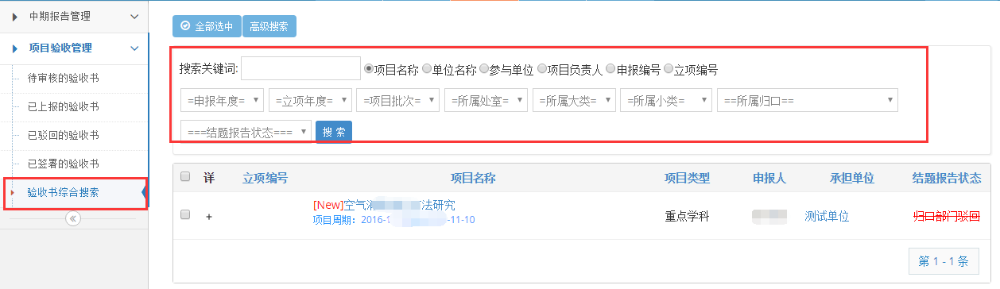 中期报告管理
项目验收管理
待审核的验收书
已上报的验收书
已驳回的验收书
已签署的验收书
验收书综合搜索
全部选中 高级搜索
搜索关键词: 项目名称 单位名称 参与单位 项目负责人 申报编号 立项编号
=申报年度= =立项年度= =项目批次= =所属处室= =所属大类= =所属小类= ==所属归口==
===结题报告状态=== 搜 索
详 立项编号 项目名称 项目类型 申报人 承担单位 结题报告状态
[New]空气 法研究
项目周期：2016- -11-10
+ 重点学科 测试单位 归口部门驳回
第 1 - 1 条